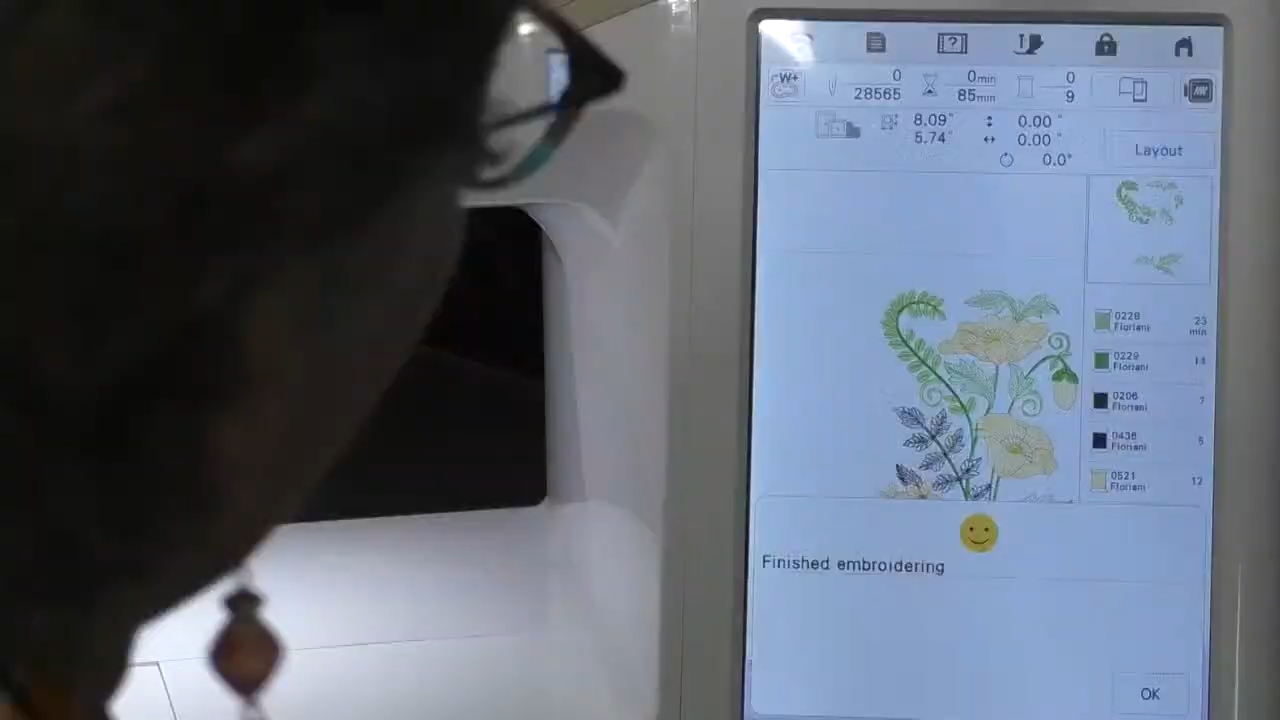 W+
0
28565
0min
85min
0
9
8.09"
5.74"
0.00"
0.00"
0.0°
Layout
0228
Floriani
23
min
0229
Floriani
14
0206
Floriani
7
0436
Floriani
0521
Floriani
12
Finished embroidering
OK